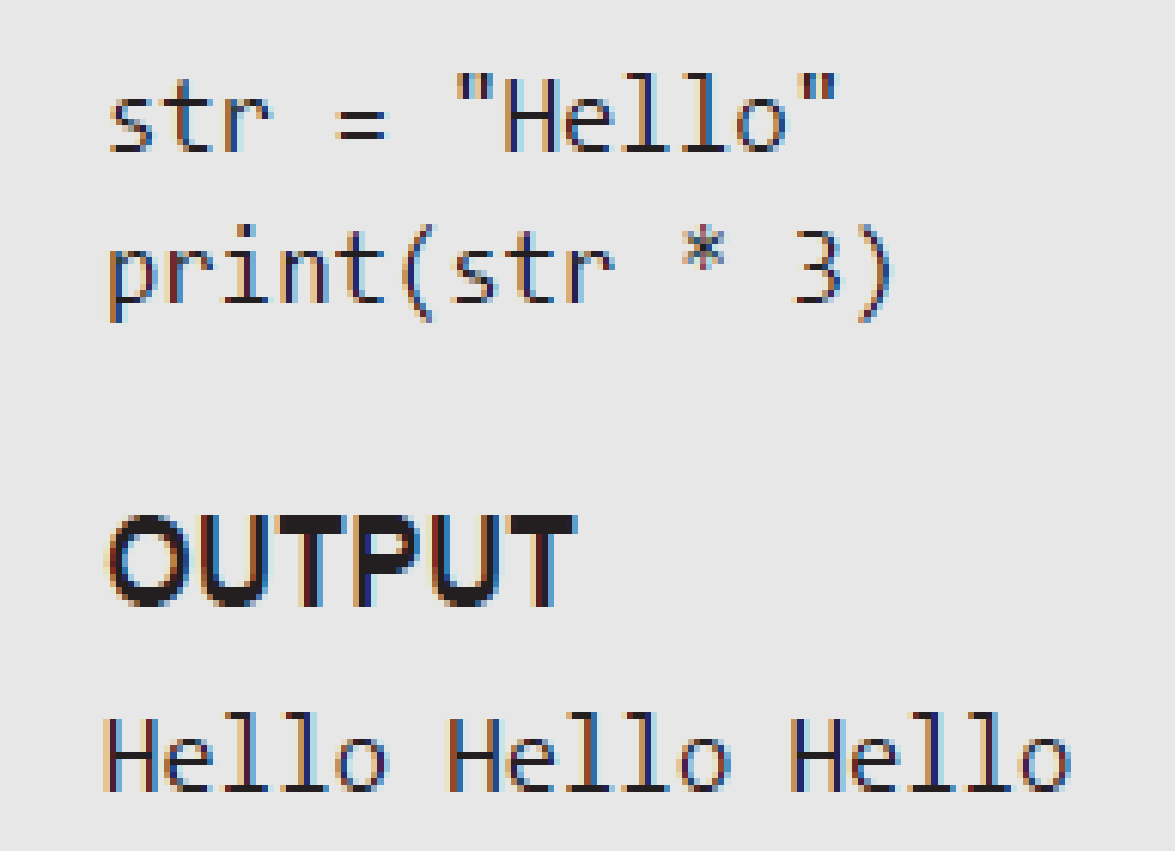 str = "Hello"
print(str * 3)
OUTPUT
Hello Hello Hello